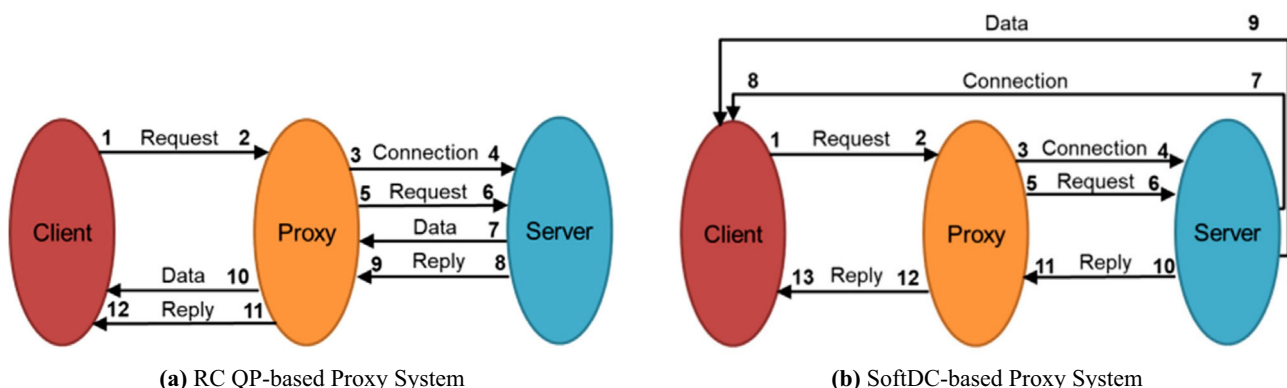 Data 9
8 Connection 7
1 Request 2
3 Connection 4
5 Request 6
Client
Proxy
Data 7
Server
9 Reply 8
Data 10
12 Reply 11
1 Request 2
3 Connection 4
5 Request 6
Client
Proxy
Server
11 Reply 10
13 Reply 12
(a) RC QP-based Proxy System
(b) SoftDC-based Proxy System